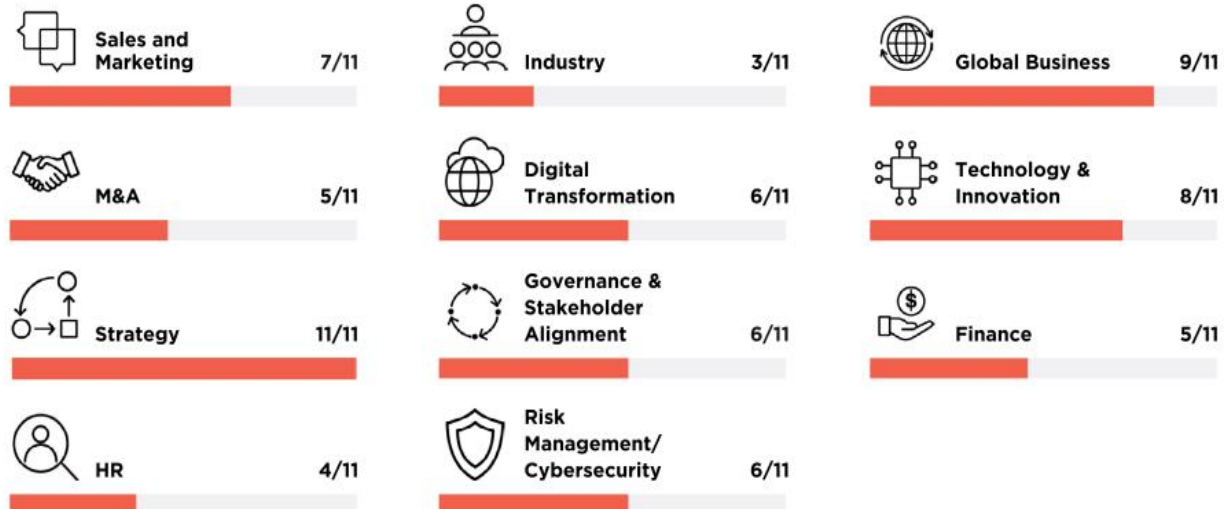 Sales and
Marketing 7/11
Industry 3/11
Global Business 9/11
M&A 5/11
Digital
Transformation 6/11
Technology &
Innovation 8/11
Strategy 11/11
Governance &
Stakeholder
Alignment 6/11
$
Finance 5/11
HR 4/11
Risk
Management/
Cybersecurity 6/11